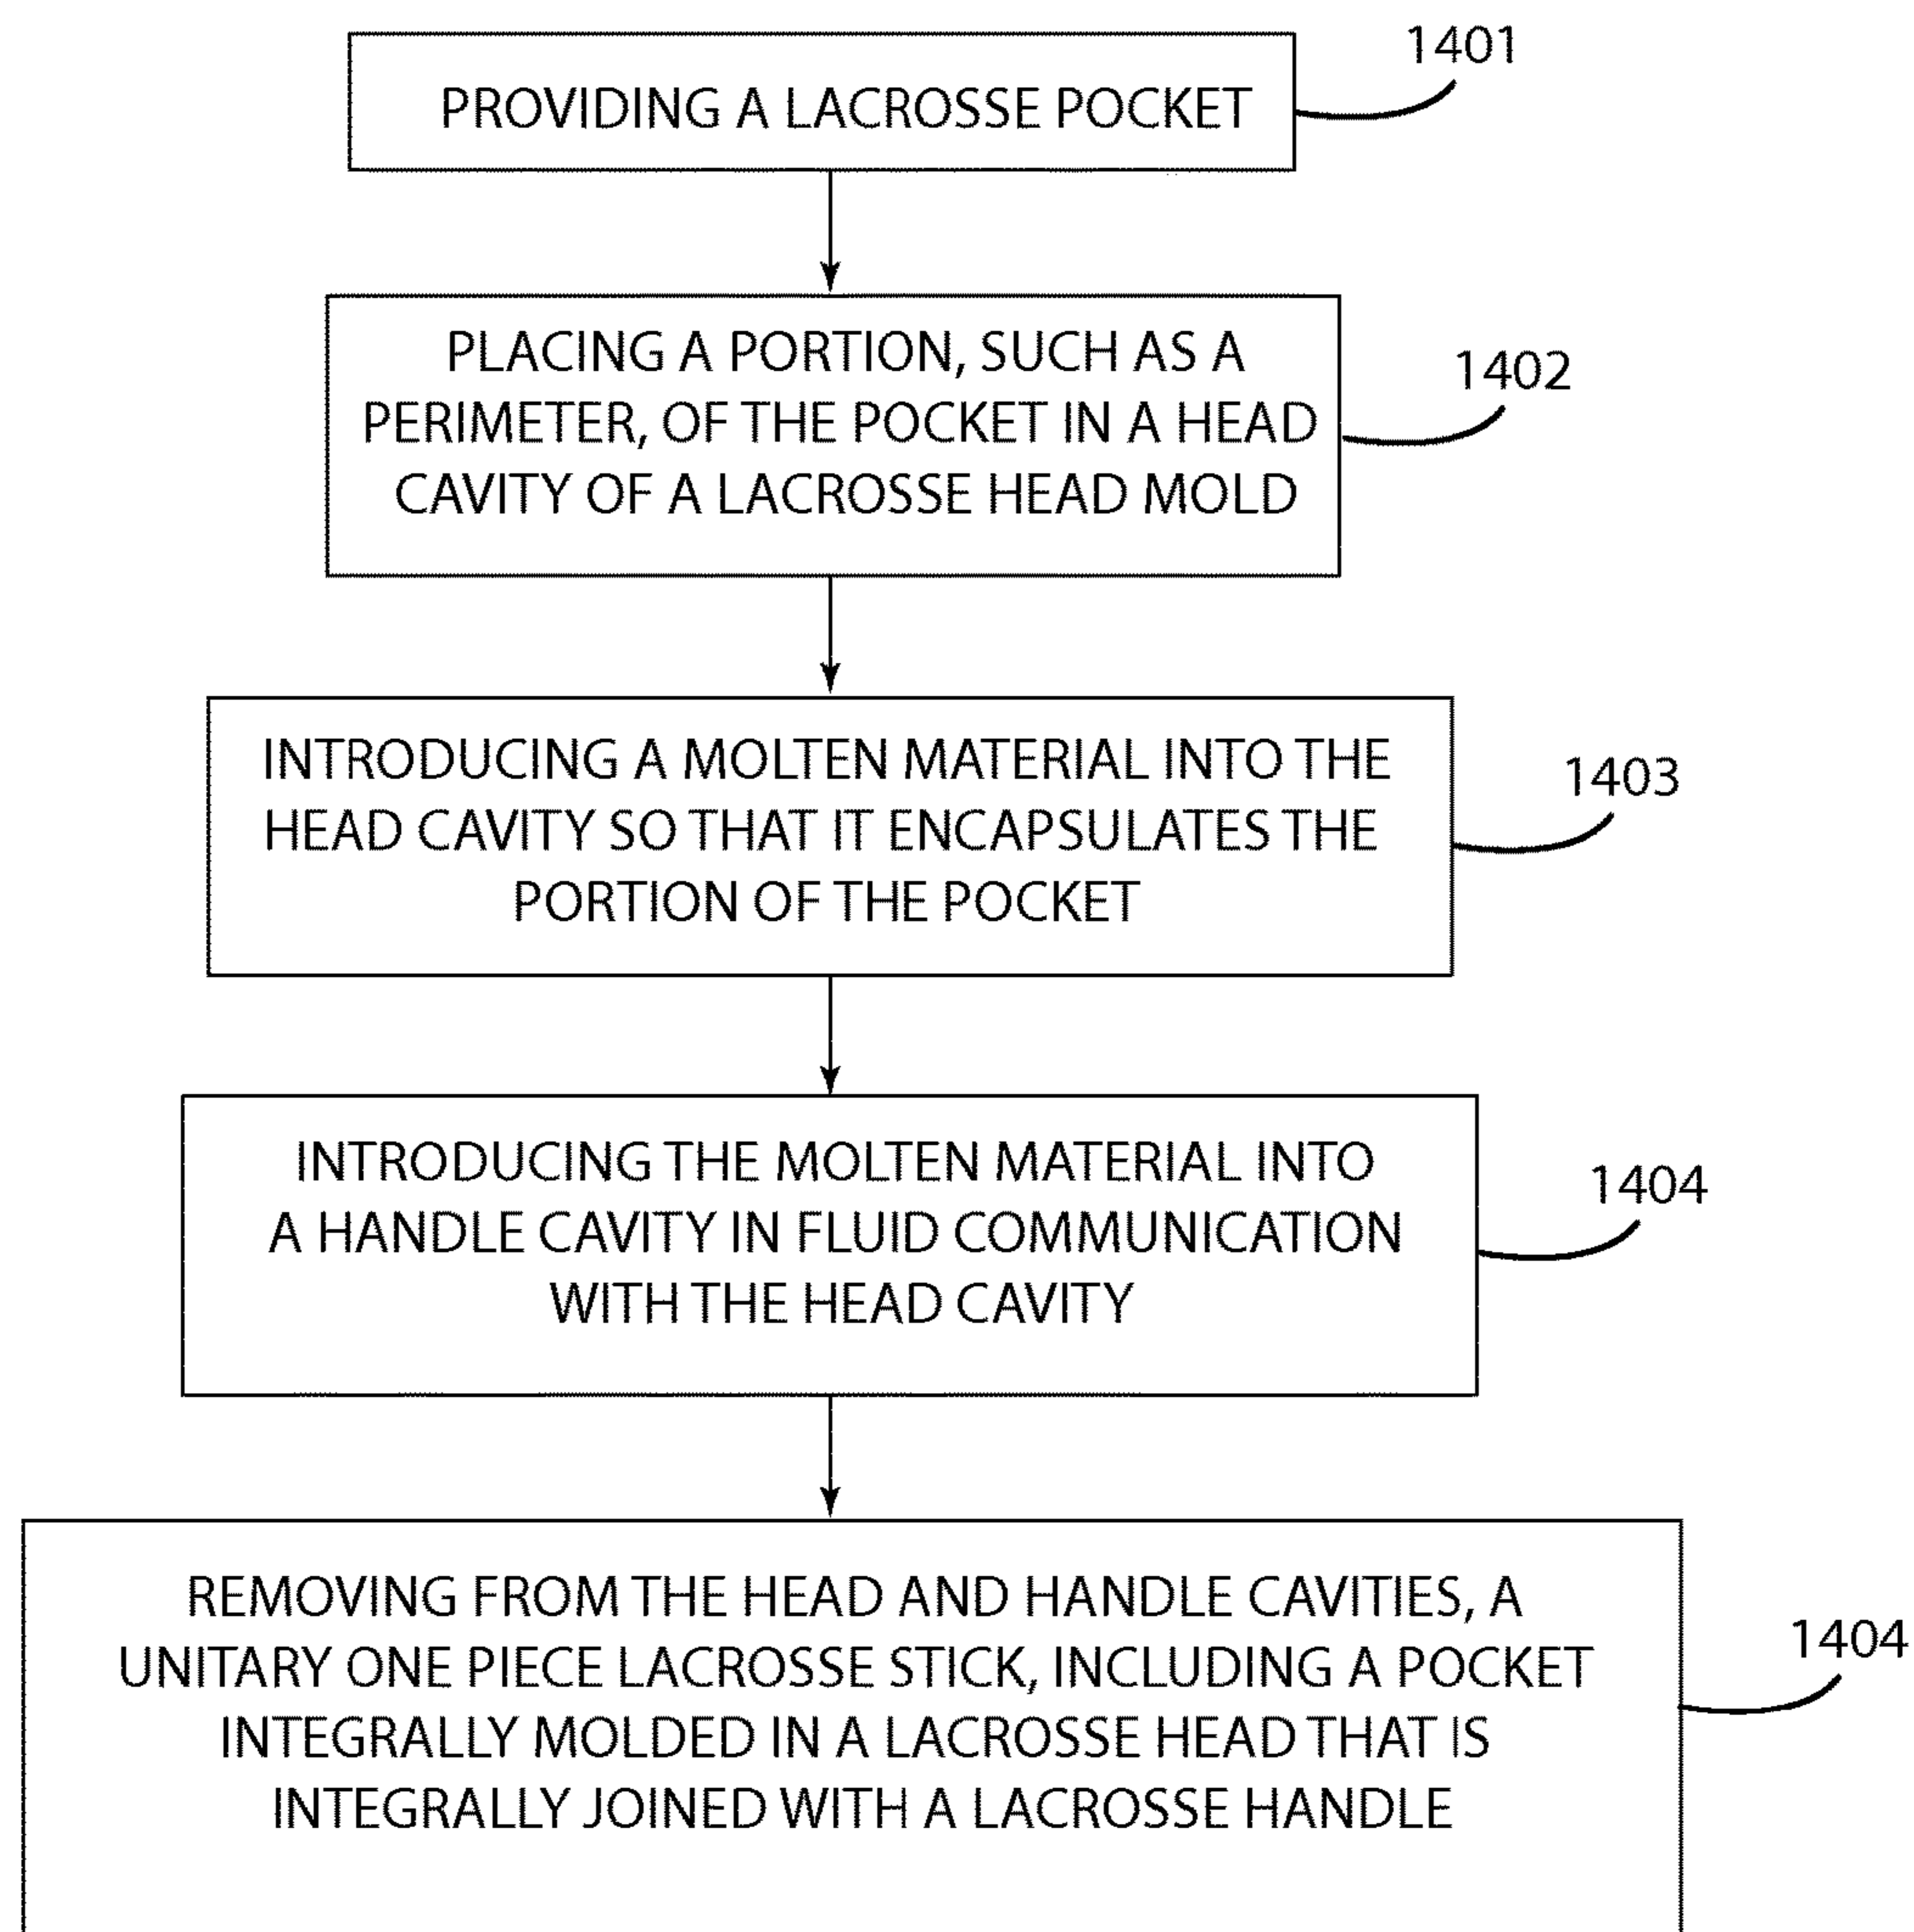 1401
PROVIDING A LACROSSE POCKET
PLACING A PORTION, SUCH AS A
PERIMETER, OF THE POCKET IN A HEAD
CAVITY OF A LACROSSE HEAD MOLD
1402
INTRODUCING A MOLTEN MATERIAL INTO THE
HEAD CAVITY SO THAT IT ENCAPSULATES THE
PORTION OF THE POCKET
1403
INTRODUCING THE MOLTEN MATERIAL INTO
A HANDLE CAVITY IN FLUID COMMUNICATION
WITH THE HEAD CAVITY
1404
REMOVING FROM THE HEAD AND HANDLE CAVITIES, A
UNITARY ONE PIECE LACROSSE STICK, INCLUDING A POCKET
INTEGRALLY MOLDED IN A LACROSSE HEAD THAT IS
INTEGRALLY JOINED WITH A LACROSSE HANDLE
1404